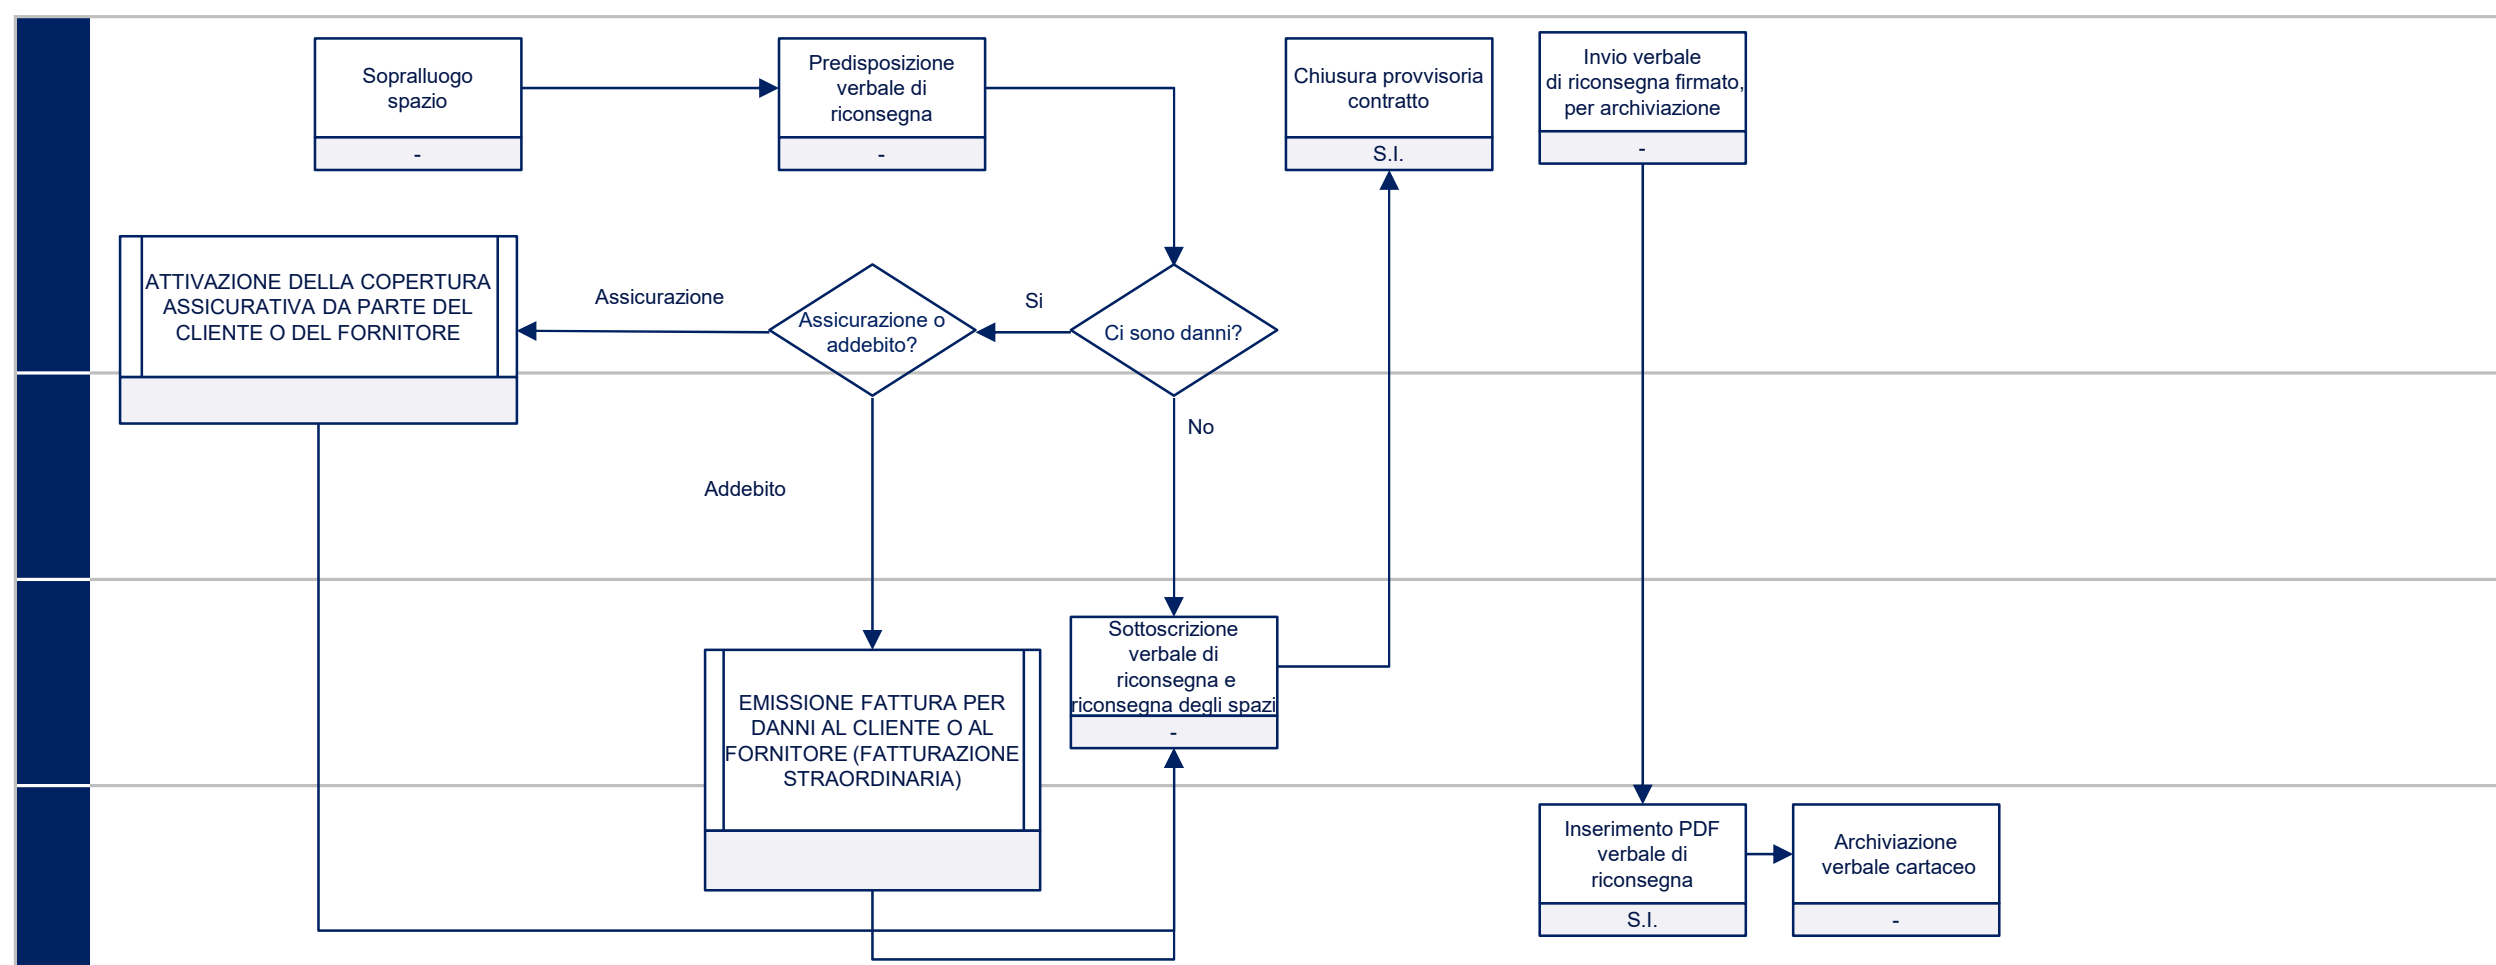 Sopralluogo
spazio
-
Predisposizione
verbale di
riconsegna
-
Chiusura provvisoria
contratto
S.I.
Invio verbale
di riconsegna firmato,
per archiviazione
-
ATTIVAZIONE DELLA COPERTURA
ASSICURATIVA DA PARTE DEL
CLIENTE O DEL FORNITORE
Assicurazione
Assicurazione o
addebito?
Si
Ci sono danni?
No
Addebito
Sottoscrizione
verbale di
riconsegna e
riconsegna degli spazi
-
EMISSIONE FATTURA PER
DANNI AL CLIENTE O AL
FORNITORE (FATTURAZIONE
STRAORDINARIA)
Inserimento PDF
verbale di
riconsegna
S.I.
Archiviazione
verbale cartaceo
-